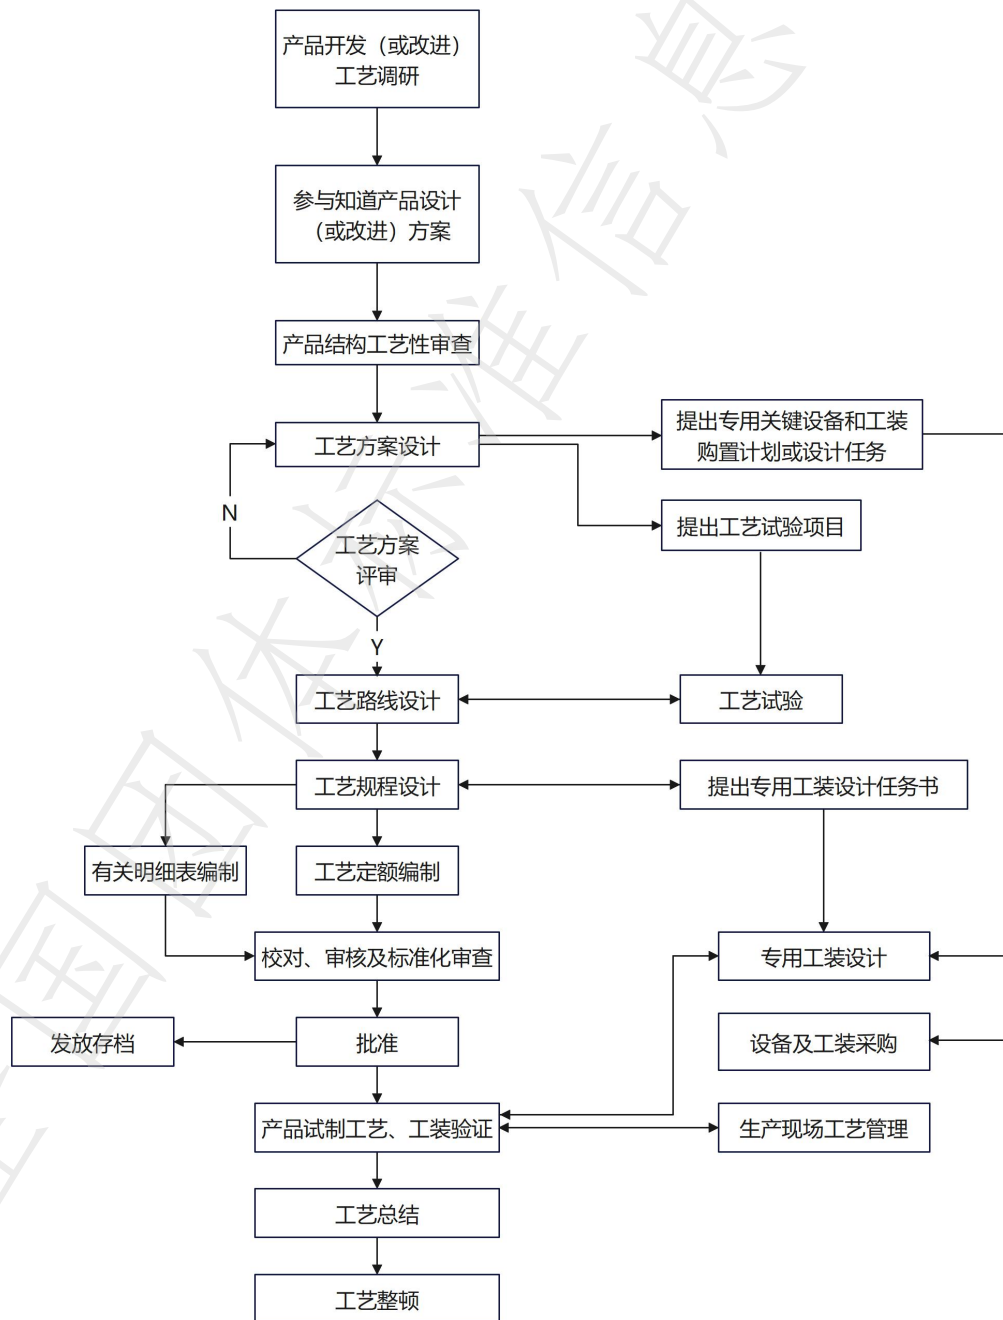 产品开发（或改进）
工艺调研
参与知道产品设计
（或改进）方案
产品结构工艺性审查
工艺方案设计
提出专用关键设备和工装
购置计划或设计任务
N
提出工艺试验项目
工艺方案
评审
Y
工艺路线设计
工艺试验
工艺规程设计
提出专用工装设计任务书
有关明细表编制
工艺定额编制
校对、审核及标准化审查
专用工装设计
发放存档
批准
设备及工装采购
产品试制工艺、工装验证
生产现场工艺管理
工艺总结
工艺整顿
全国团体标准信息